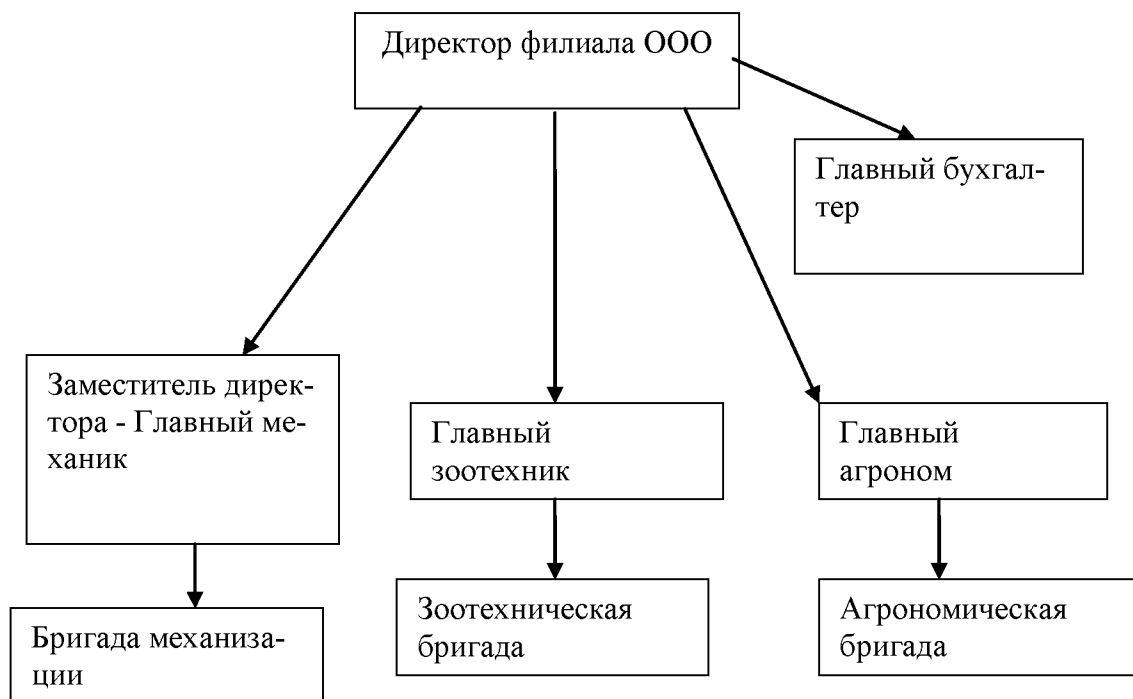 Директор филиала ООО
Главный бухгал-
тер
Заместитель дирек-
тора - Главный ме-
ханик
Главный
зоотехник
Главный
агроном
Бригада механиза-
ции
Зоотехническая
бригада
Агрономическая
бригада